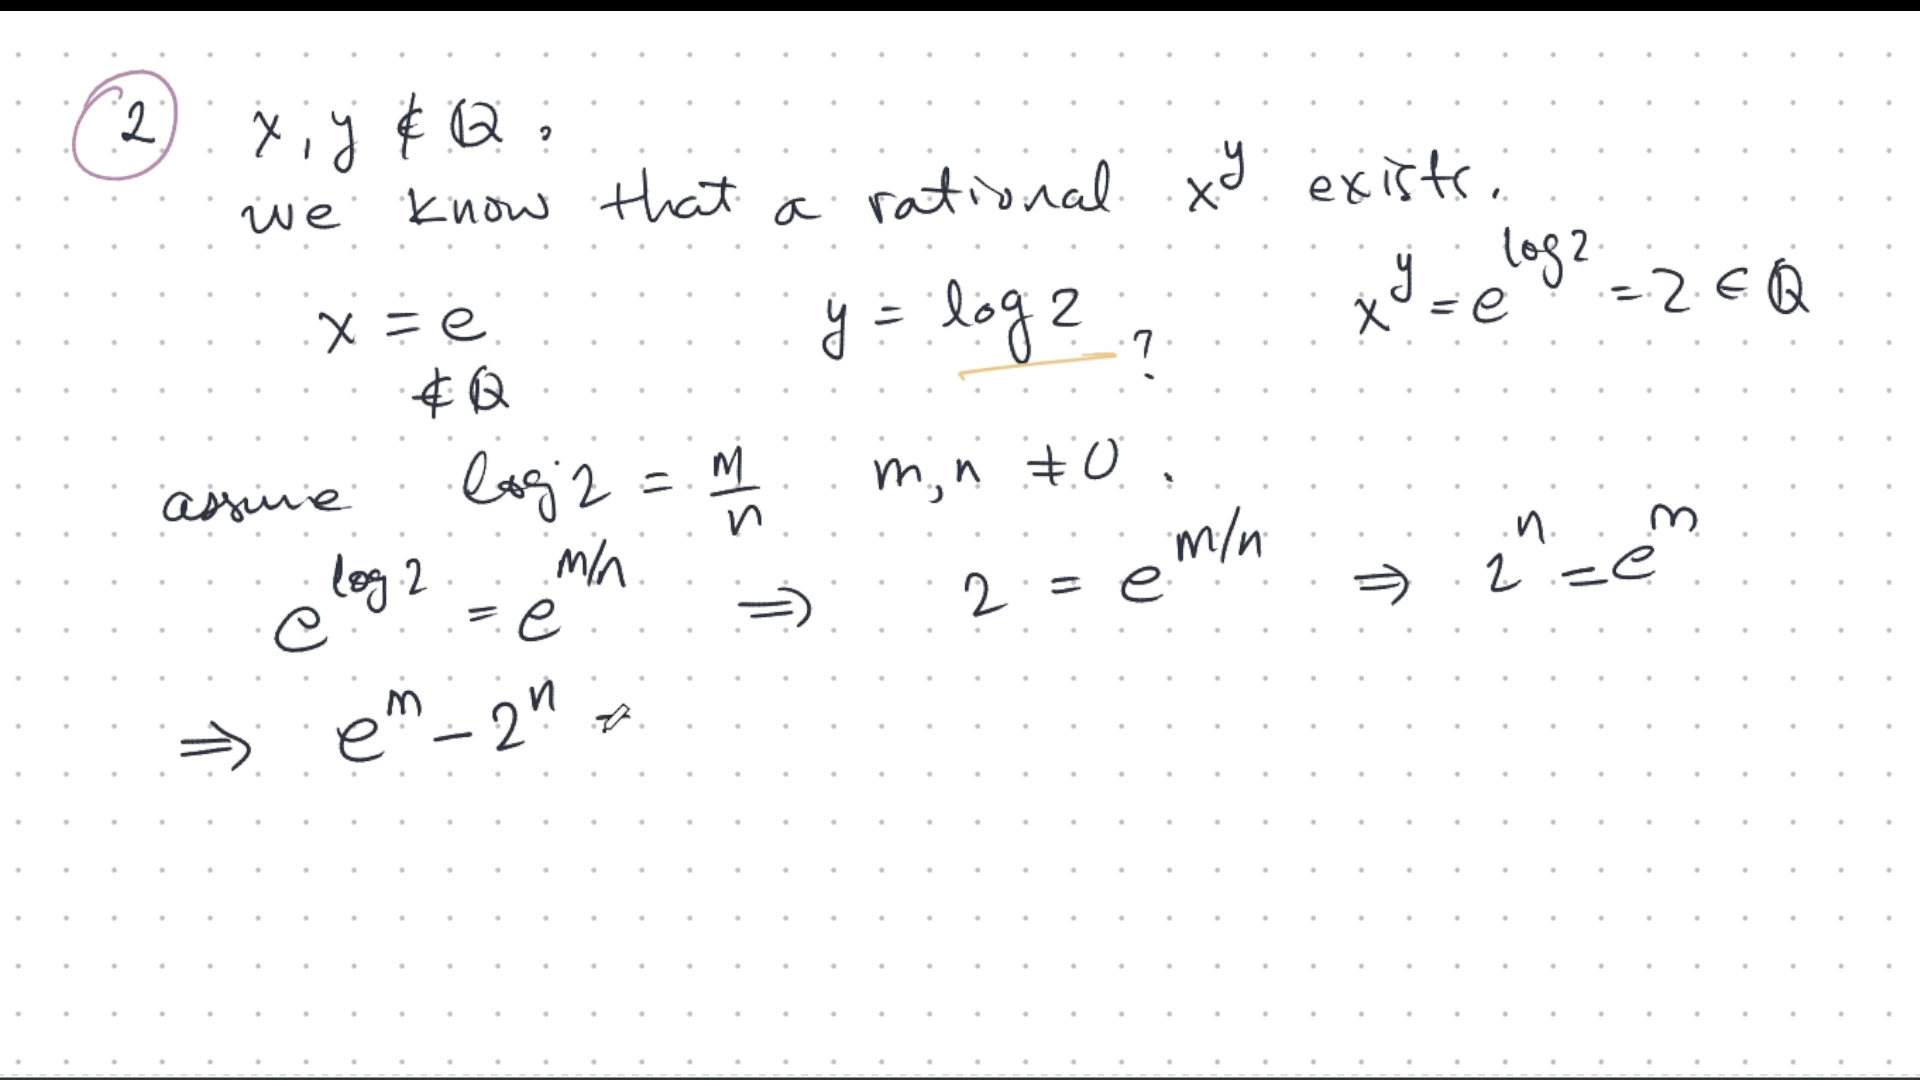 2 x, y ∉ ℚ.
we know that a rational x^y exists.
x = e y = log 2 ? x^y = e^{log 2} = 2 ∈ ℚ
∉ ℚ
assume log 2 = m/n m, n ≠ 0.
e^{log 2} = e^{m/n} ⇒ 2 = e^{m/n} ⇒ 2^n = e^m
⇒ e^m - 2^n